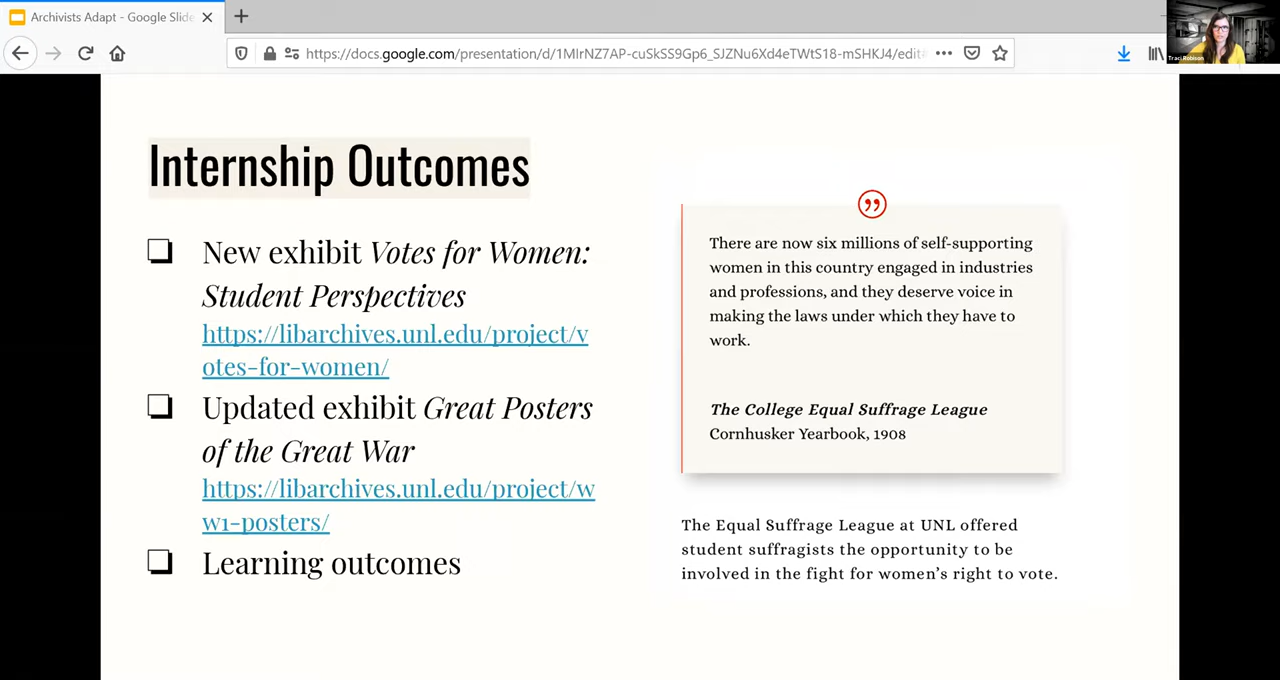 Archivists Adapt - Google Slide
https://docs.google.com/presentation/d/1MIrNZ7AP-cuSkSS9Gp6_SJZNu6Xd4eTWtS18-mSHKJ4/edit
Traci Robison
Internship Outcomes
New exhibit Votes for Women:
Student Perspectives
https://libarchives.unl.edu/project/v
otes-for-women/
Updated exhibit Great Posters
of the Great War
https://libarchives.unl.edu/project/w
w1-posters/
Learning outcomes
There are now six millions of self-supporting
women in this country engaged in industries
and professions, and they deserve voice in
making the laws under which they have to
work.
The College Equal Suffrage League
Cornhusker Yearbook, 1908
The Equal Suffrage League at UNL offered
student suffragists the opportunity to be
involved in the fight for women’s right to vote.